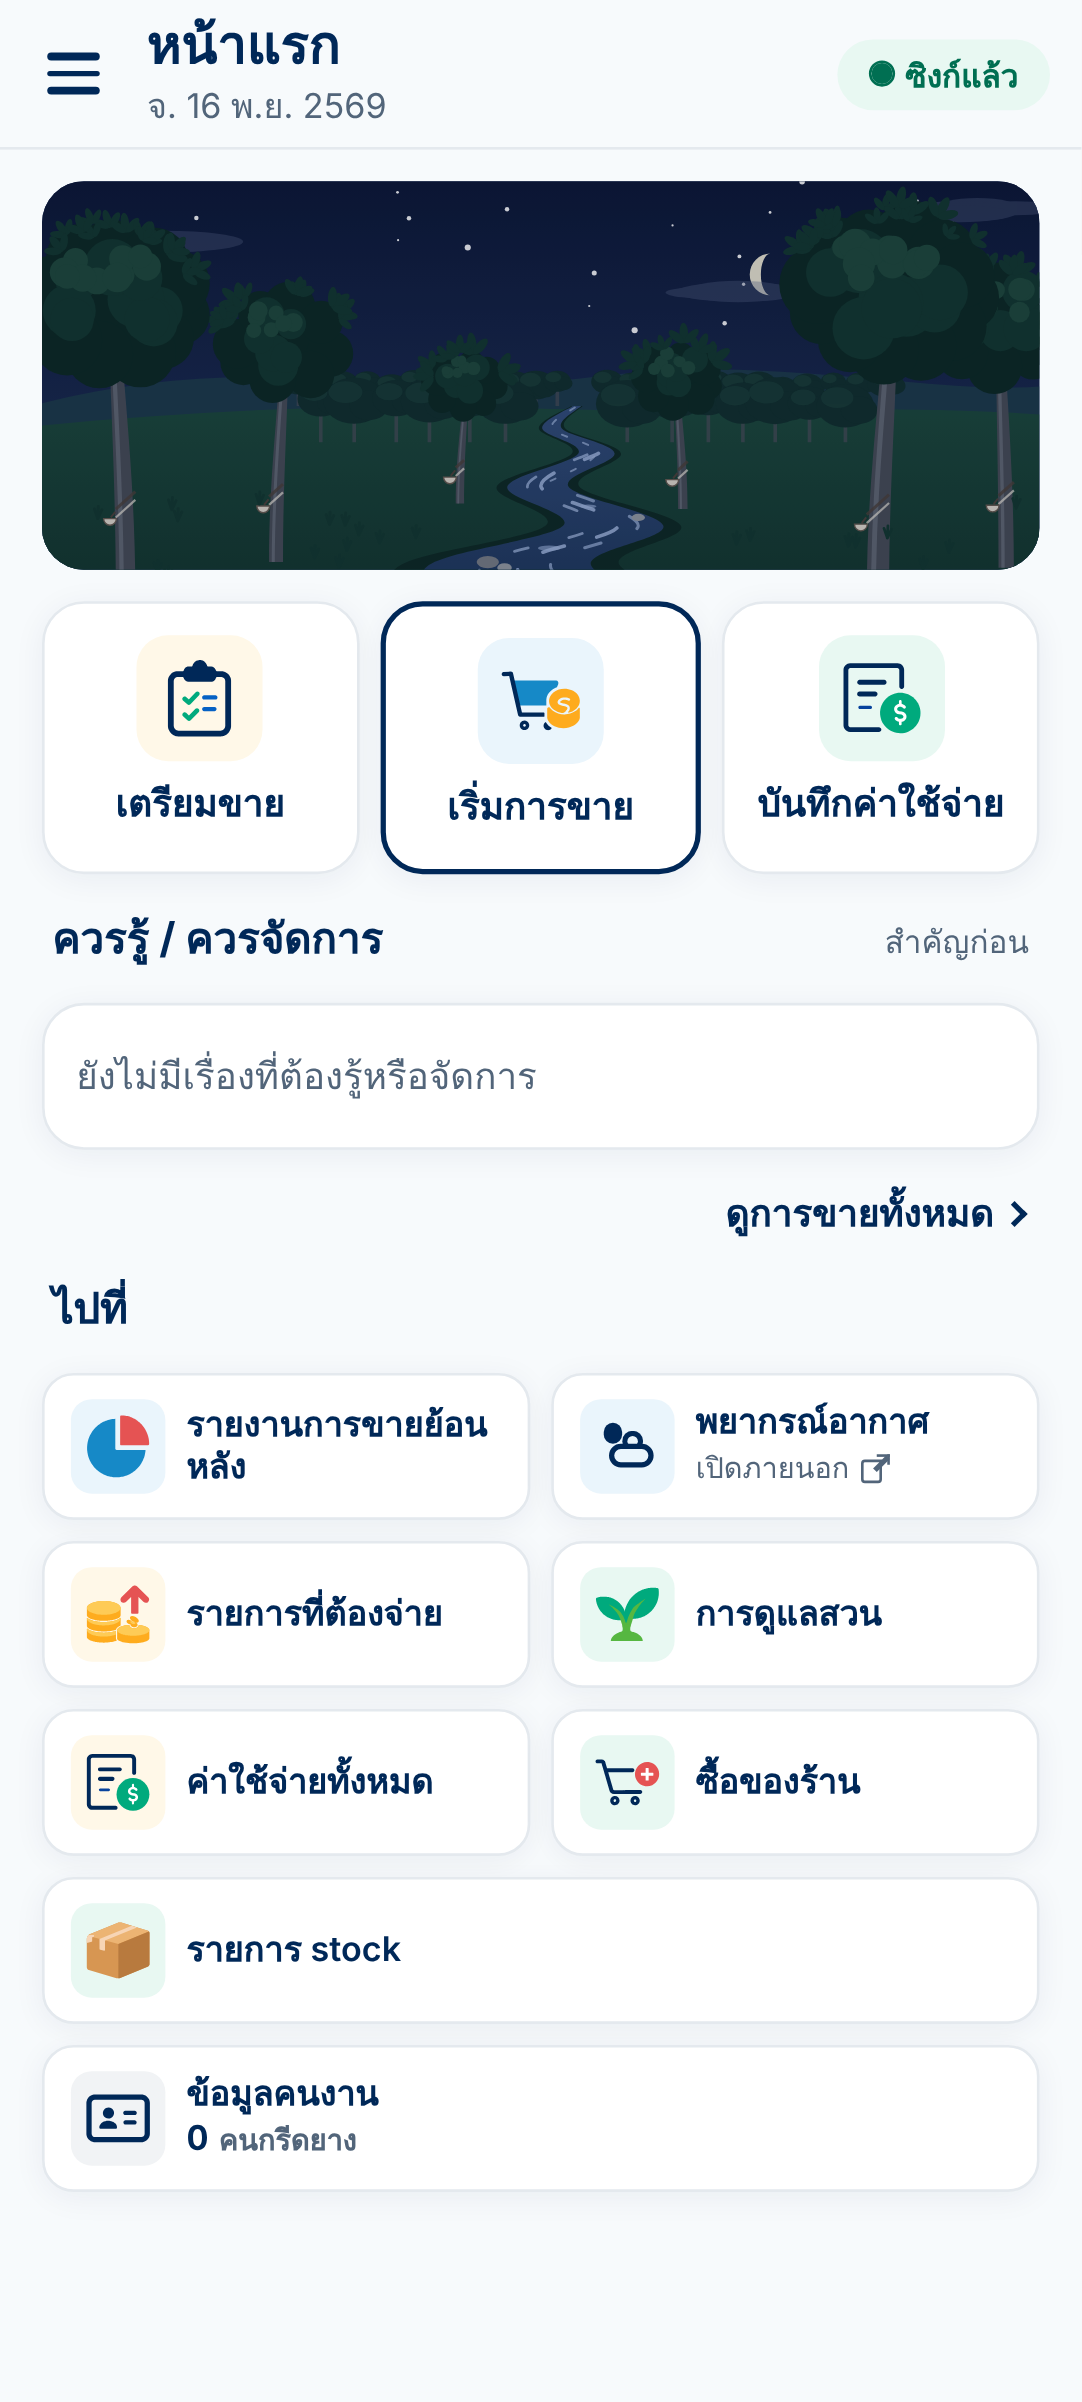 หน้าแรก
จ. 16 พ.ย. 2569
ซิงก์แล้ว
เตรียมขาย
เริ่มการขาย
บันทึกค่าใช้จ่าย
ควรรู้ / ควรจัดการ
สำคัญก่อน
ยังไม่มีเรื่องที่ต้องรู้หรือจัดการ
ดูการขายทั้งหมด
ไปที่
รายงานการขายย้อน
หลัง
พยากรณ์อากาศ
เปิดภายนอก
รายการที่ต้องจ่าย
การดูแลสวน
ค่าใช้จ่ายทั้งหมด
ซื้อของร้าน
รายการ stock
ข้อมูลคนงาน
0 คนกรีดยาง